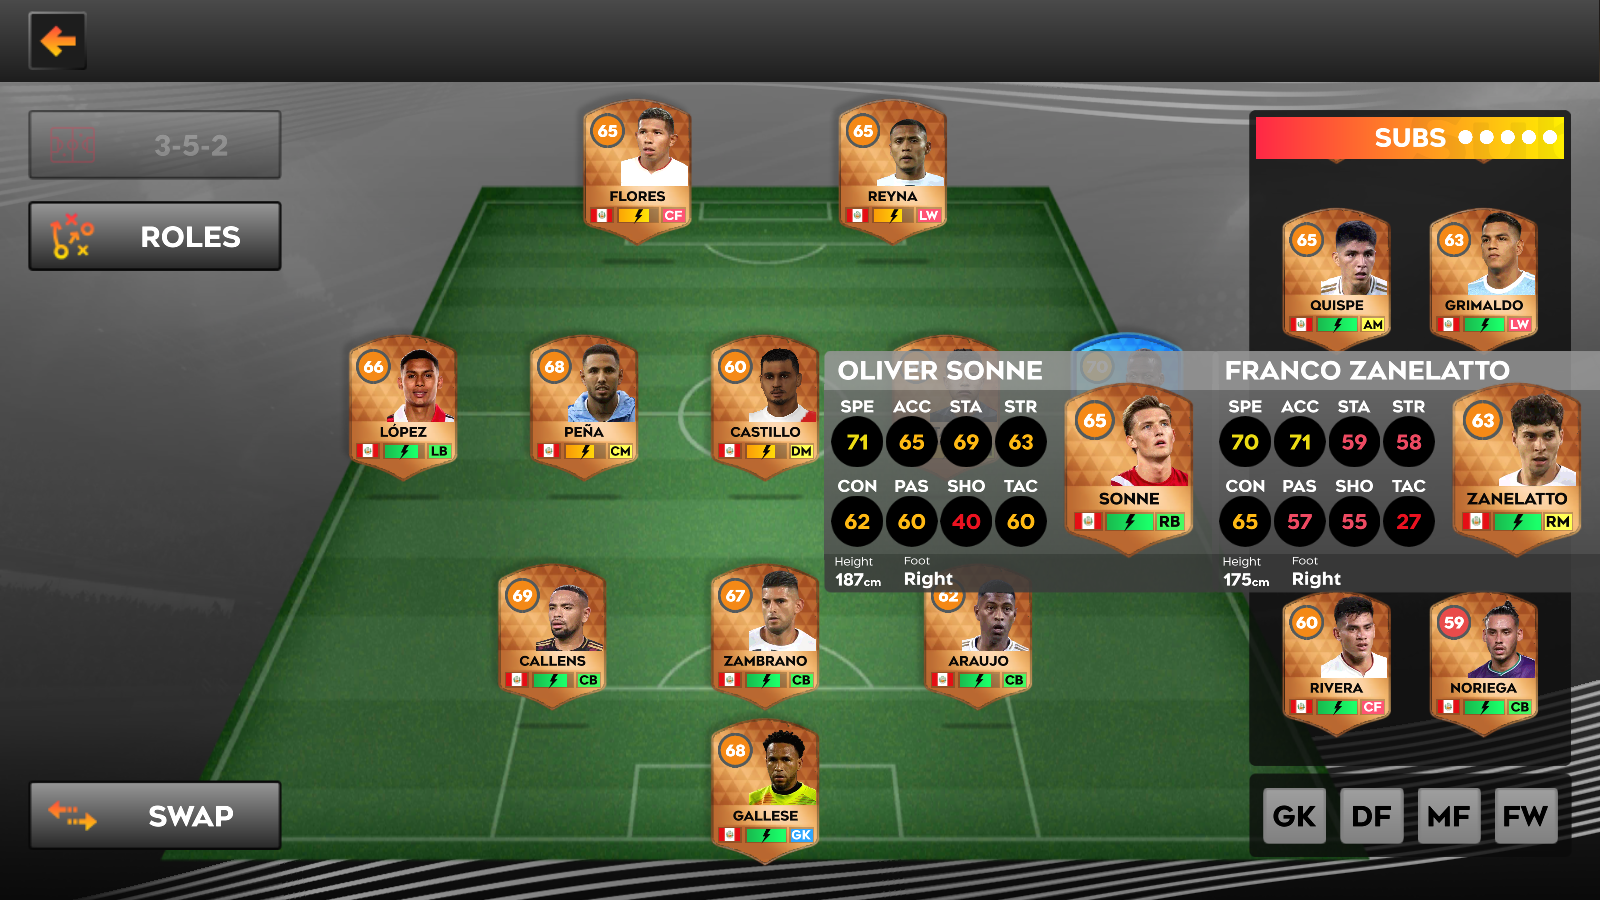 3-5-2
ROLES
SWAP
65
FLORES
CF
65
REYNA
LW
66
LÓPEZ
LB
68
PEÑA
CM
60
CASTILLO
DM
70
69
CALLENS
CB
67
ZAMBRANO
CB
62
ARAUJO
CB
68
GALLESE
GK
OLIVER SONNE
SPE ACC STA STR
71 65 69 63
CON PAS SHO TAC
62 60 40 60
Height Foot
187cm Right
65
SONNE
RB
FRANCO ZANELATTO
SPE ACC STA STR
70 71 59 58
CON PAS SHO TAC
65 57 55 27
Height Foot
175cm Right
63
ZANELATTO
RM
SUBS
65
QUISPE
AM
63
GRIMALDO
LW
60
RIVERA
CF
59
NORIEGA
CB
GK DF MF FW